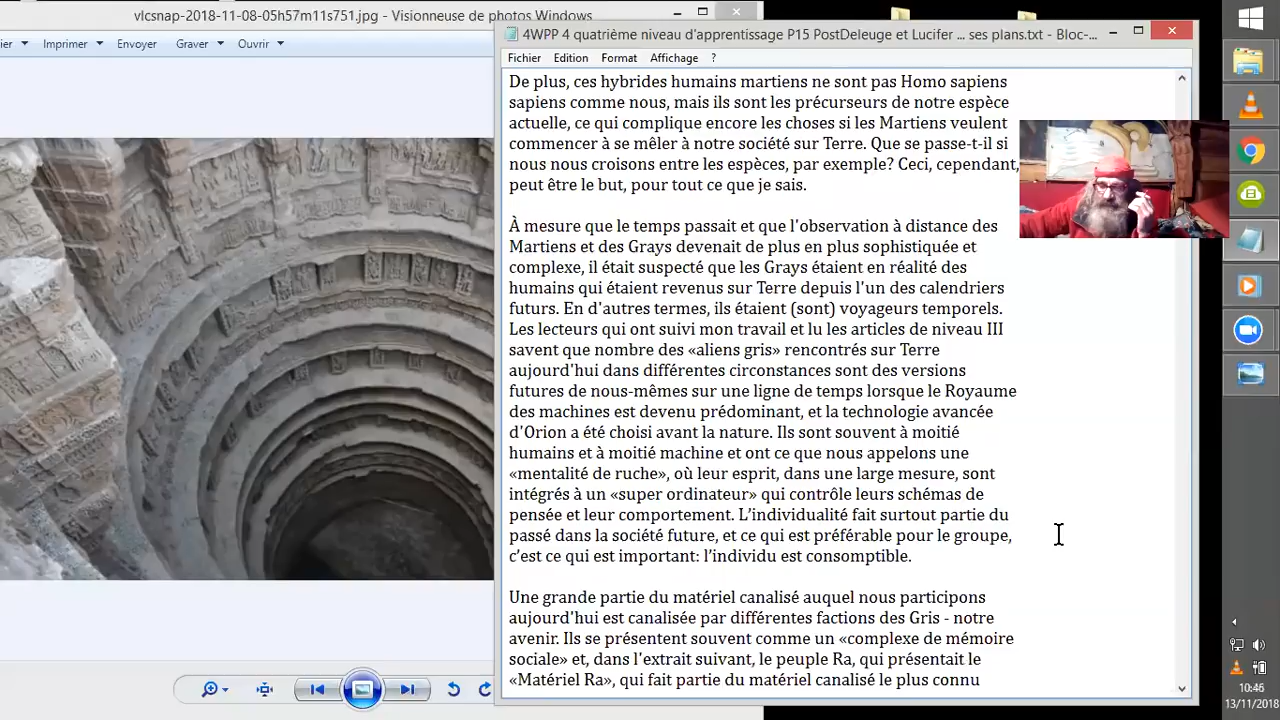 vlcsnap-2018-11-08-05h57m11s751.jpg - Visionneuse de photos Windows
ier Imprimer Envoyer Graver Ouvrir
4WPP 4 quatrième niveau d'apprentissage P15 PostDeleuge et Lucifer ... ses plans.txt - Bloc-...
Fichier Edition Format Affichage ?
De plus, ces hybrides humains martiens ne sont pas Homo sapiens
sapiens comme nous, mais ils sont les précurseurs de notre espèce
actuelle, ce qui complique encore les choses si les Martiens veulent
commencer à se mêler à notre société sur Terre. Que se passe-t-il si
nous nous croisons entre les espèces, par exemple? Ceci, cependant,
peut être le but, pour tout ce que je sais.
À mesure que le temps passait et que l'observation à distance des
Martiens et des Grays devenait de plus en plus sophistiquée et
complexe, il était suspecté que les Grays étaient en réalité des
humains qui étaient revenus sur Terre depuis l'un des calendriers
futurs. En d'autres termes, ils étaient (sont) voyageurs temporels.
Les lecteurs qui ont suivi mon travail et lu les articles de niveau III
savent que nombre des «aliens gris» rencontrés sur Terre
aujourd'hui dans différentes circonstances sont des versions
futures de nous-mêmes sur une ligne de temps lorsque le Royaume
des machines est devenu prédominant, et la technologie avancée
d'Orion a été choisi avant la nature. Ils sont souvent à moitié
humains et à moitié machine et ont ce que nous appelons une
«mentalité de ruche», où leur esprit, dans une large mesure, sont
intégrés à un «super ordinateur» qui contrôle leurs schémas de
pensée et leur comportement. L’individualité fait surtout partie du
passé dans la société future, et ce qui est préférable pour le groupe,
c’est ce qui est important: l’individu est consomptible.
Une grande partie du matériel canalisé auquel nous participons
aujourd'hui est canalisée par différentes factions des Gris - notre
avenir. Ils se présentent souvent comme un «complexe de mémoire
sociale» et, dans l'extrait suivant, le peuple Ra, qui présentait le
«Matériel Ra», qui fait partie du matériel canalisé le plus connu
10:46
13/11/2018